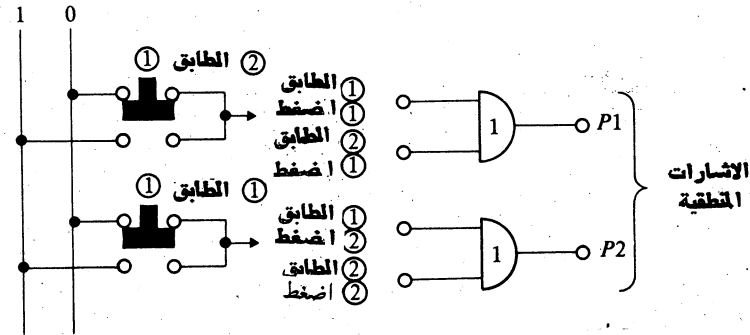 1 0
① المطابق ②
① المطابق
① اضغط
② المطابق
① اضغط
1
P1
الاشارات
المنطقية
① المطابق ①
① المطابق
② اضغط
② المطابق
② اضغط
1
P2